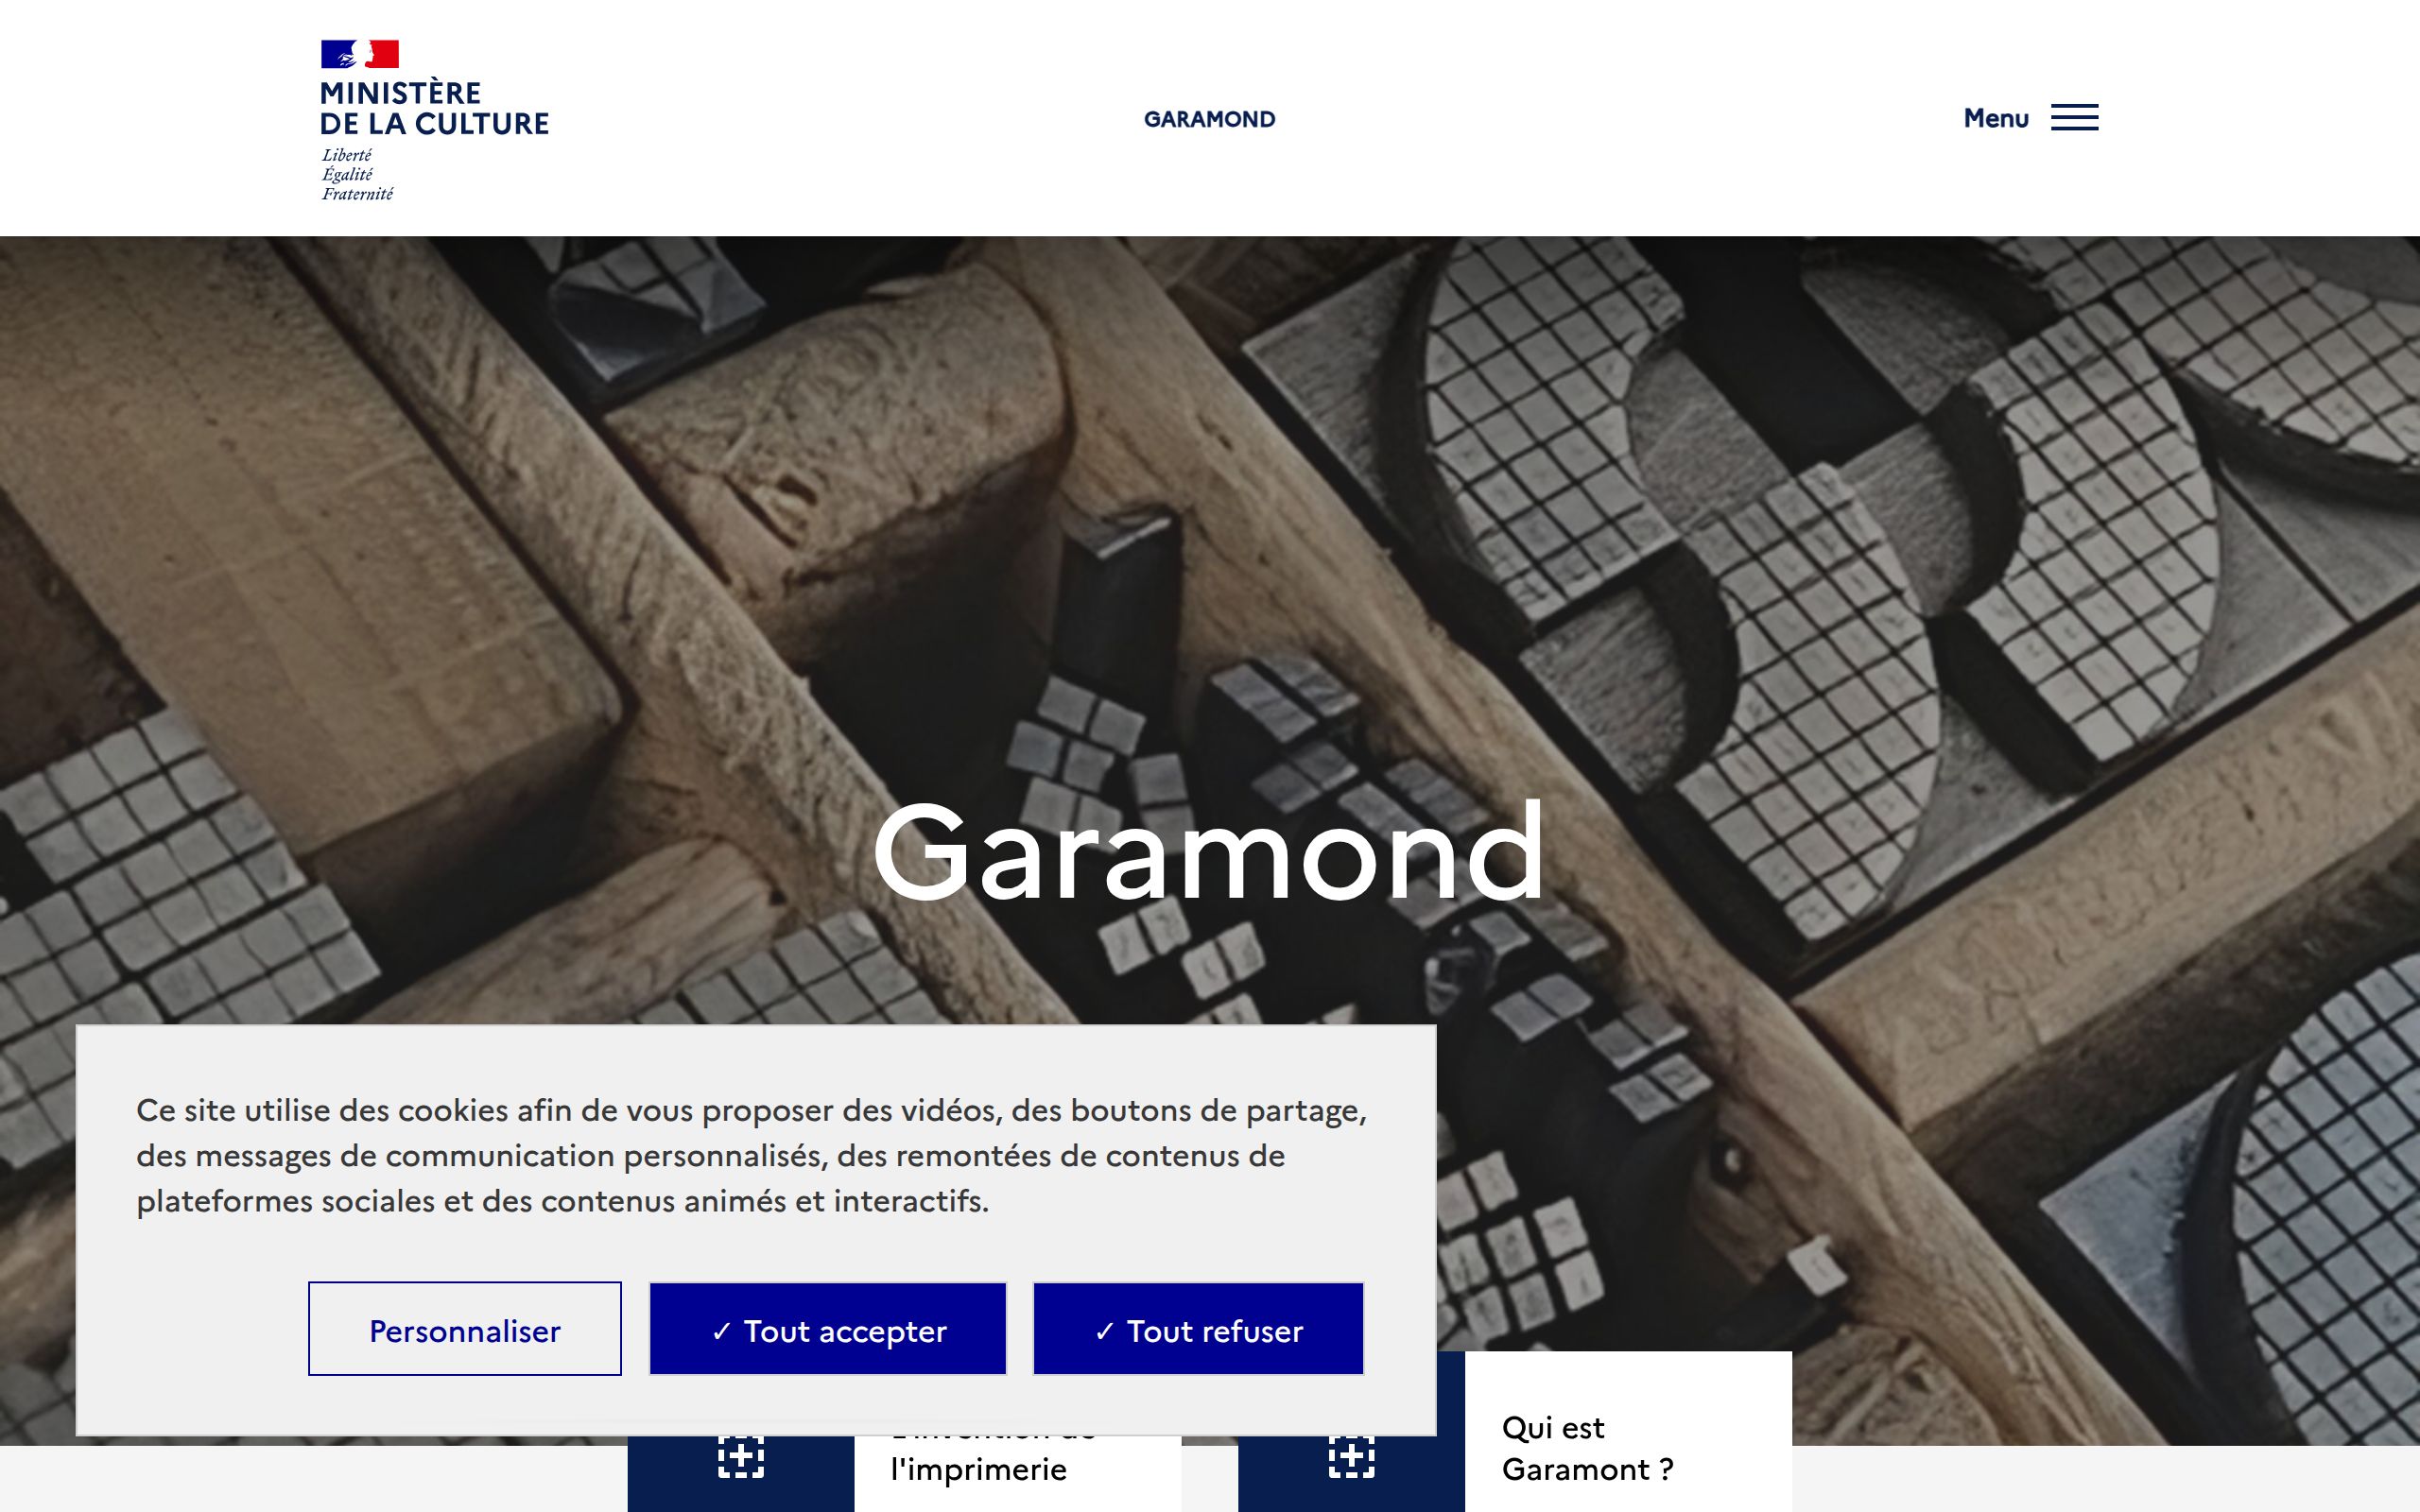 MINISTÈRE
DE LA CULTURE
Liberté
Égalité
Fraternité
GARAMOND
Menu
Garamond
Ce site utilise des cookies afin de vous proposer des vidéos, des boutons de partage,
des messages de communication personnalisés, des remontées de contenus de
plateformes sociales et des contenus animés et interactifs.
Personnaliser
✓ Tout accepter
✓ Tout refuser
l'imprimerie
Qui est
Garamont ?